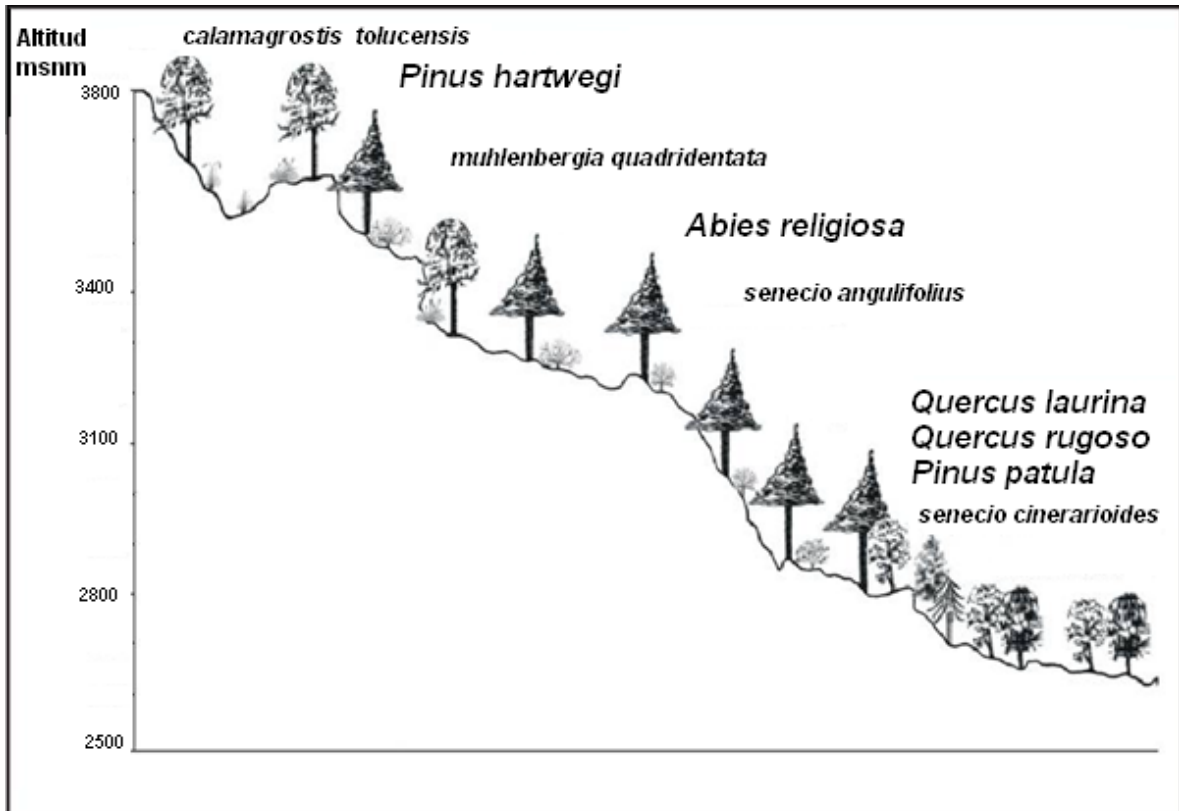 Altitud
msnm
calamagrostis tolucensis
Pinus hartwegi
3800
muhlenbergia quadridentata
Abies religiosa
3400
senecio angulifolius
Quercus laurina
3100
Quercus rugoso
Pinus patula
senecio cinerarioides
2800
2500